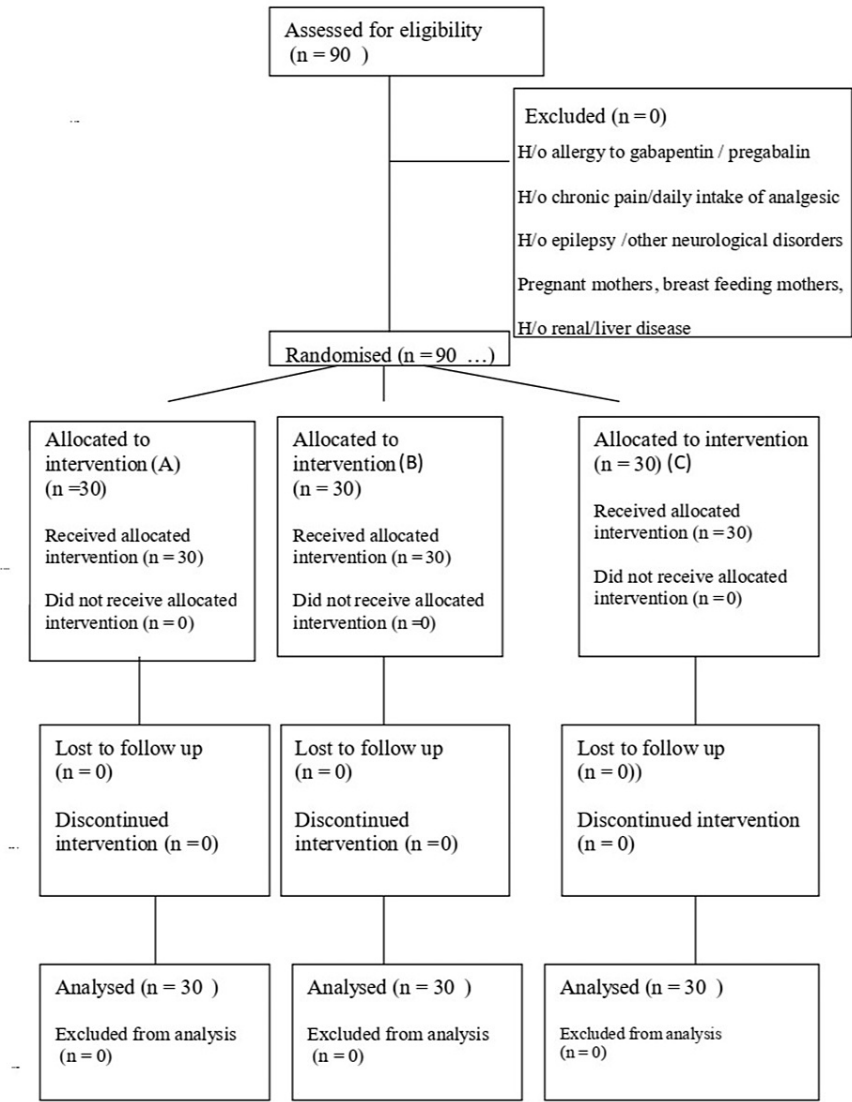 Assessed for eligibility
(n = 90 )
Excluded (n = 0)
H/o allergy to gabapentin / pregabalin
H/o chronic pain/daily intake of analgesic
H/o epilepsy /other neurological disorders
Pregnant mothers, breast feeding mothers,
H/o renal/liver disease
Randomised (n = 90 ...)
Allocated to
intervention (A)
(n =30)
Received allocated
intervention (n = 30)
Did not receive allocated
intervention (n = 0)
Allocated to
intervention (B)
(n = 30)
Received allocated
intervention (n = 30)
Did not receive allocated
intervention (n =0)
Allocated to intervention
(n = 30) (C)
Received allocated
intervention (n = 30)
Did not receive allocated
intervention (n = 0)
Lost to follow up
(n = 0)
Discontinued
intervention (n =0)
Lost to follow up
(n = 0)
Discontinued
intervention (n =0)
Lost to follow up
(n = 0))
Discontinued intervention
(n = 0)
Analysed (n = 30 )
Excluded from analysis
(n = 0)
Analysed (n = 30 )
Excluded from analysis
(n = 0)
Analysed (n = 30 )
Excluded from analysis
(n = 0)